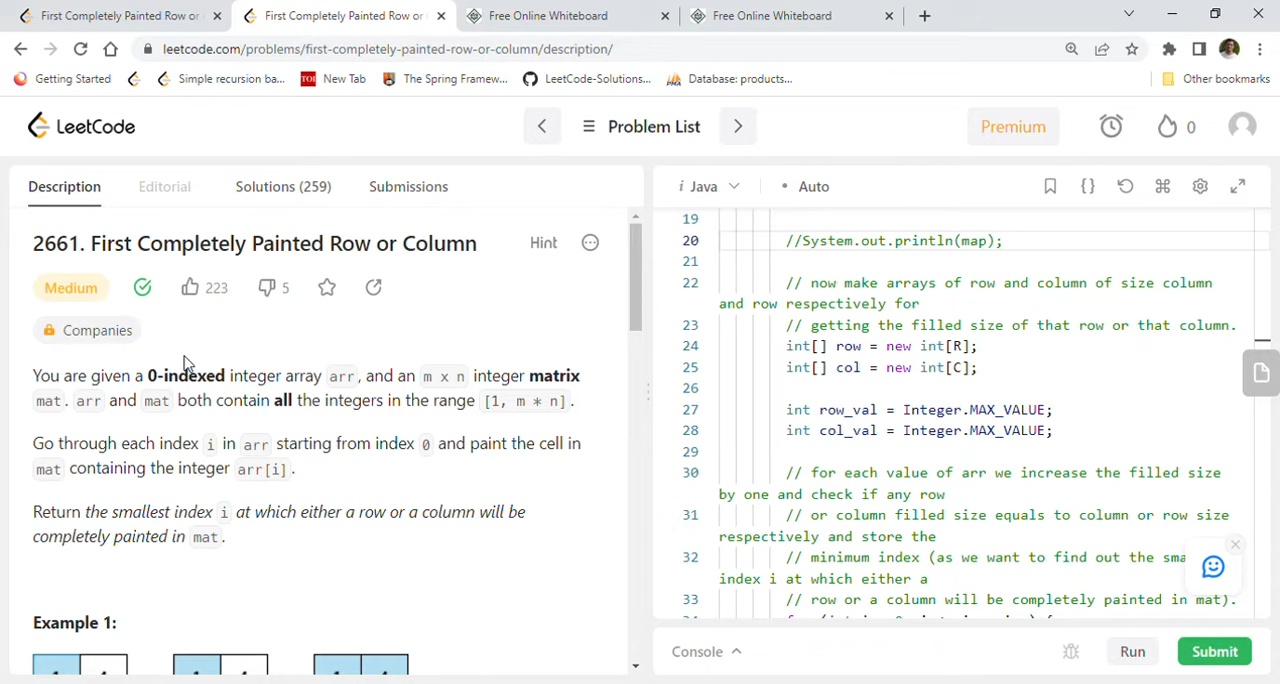 First Completely Painted Row or
First Completely Painted Row or
Free Online Whiteboard
Free Online Whiteboard
leetcode.com/problems/first-completely-painted-row-or-column/description/
Getting Started
Simple recursion ba...
TOI New Tab
The Spring Framew...
LeetCode-Solutions...
Database: products...
Other bookmarks
LeetCode
Problem List
Premium
0
Description
Editorial
Solutions (259)
Submissions
i Java
• Auto
2661. First Completely Painted Row or Column
Hint
Medium
223
5
Companies
You are given a 0-indexed integer array arr, and an m x n integer matrix
mat. arr and mat both contain all the integers in the range [1, m * n].
Go through each index i in arr starting from index 0 and paint the cell in
mat containing the integer arr[i].
Return the smallest index i at which either a row or a column will be
completely painted in mat.
Example 1:
19
20 //System.out.println(map);
21
22 // now make arrays of row and column of size column
and row respectively for
23 // getting the filled size of that row or that column.
24 int[] row = new int[R];
25 int[] col = new int[C];
26
27 int row_val = Integer.MAX_VALUE;
28 int col_val = Integer.MAX_VALUE;
29
30 // for each value of arr we increase the filled size
by one and check if any row
31 // or column filled size equals to column or row size
respectively and store the
32 // minimum index (as we want to find out the
index i at which either a
33 // row or a column will be completely painted in mat).
Console
Run
Submit